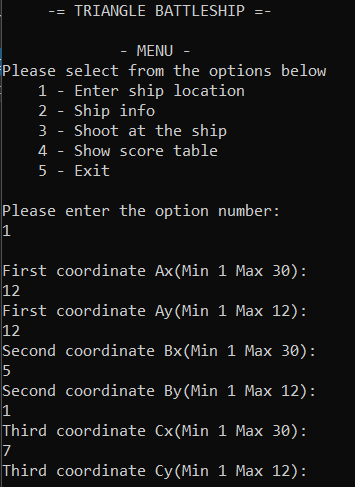 -= TRIANGLE BATTLESHIP =-
- MENU -
Please select from the options below
1 - Enter ship location
2 - Ship info
3 - Shoot at the ship
4 - Show score table
5 - Exit
Please enter the option number:
1
First coordinate Ax(Min 1 Max 30):
12
First coordinate Ay(Min 1 Max 12):
12
Second coordinate Bx(Min 1 Max 30):
5
Second coordinate By(Min 1 Max 12):
1
Third coordinate Cx(Min 1 Max 30):
7
Third coordinate Cy(Min 1 Max 12):